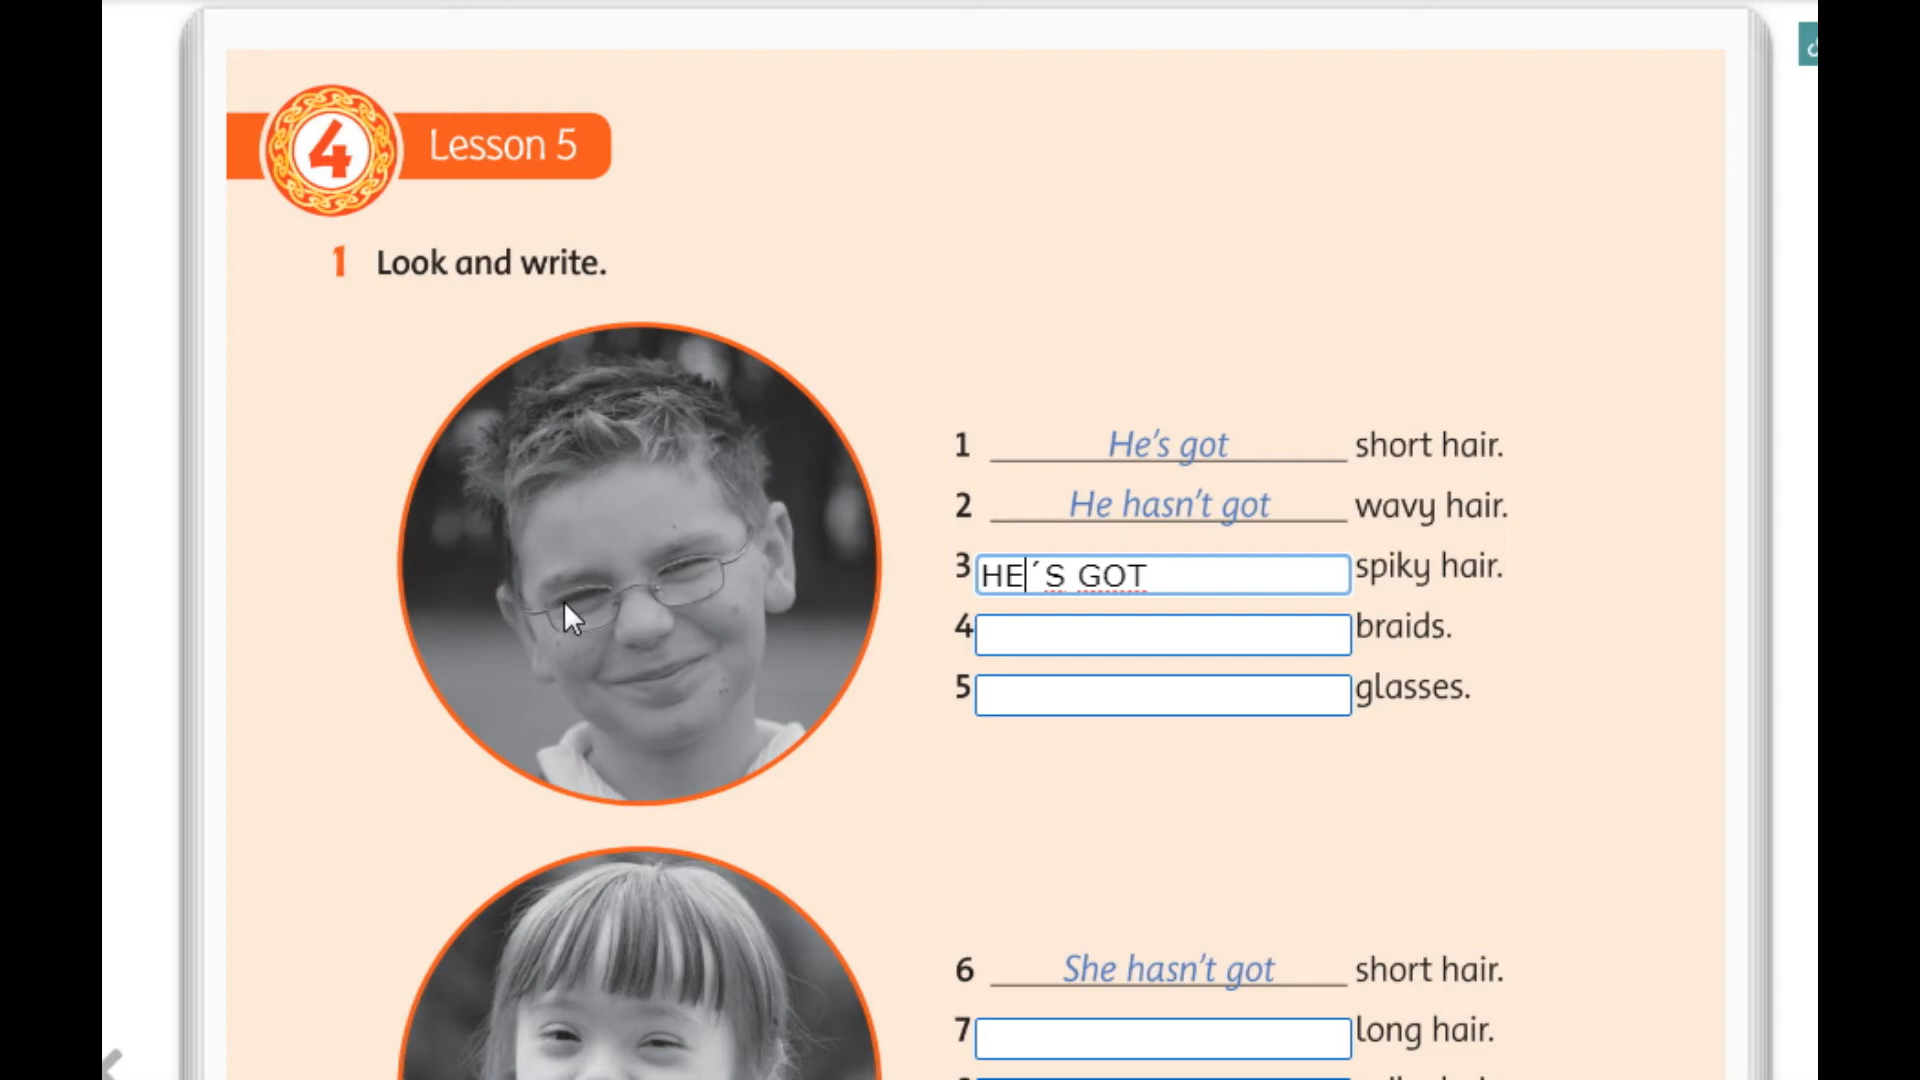 4 Lesson 5
1 Look and write.
1 He's got short hair.
2 He hasn't got wavy hair.
3 HE´S GOT spiky hair.
4 braids.
5 glasses.
6 She hasn't got short hair.
7 long hair.